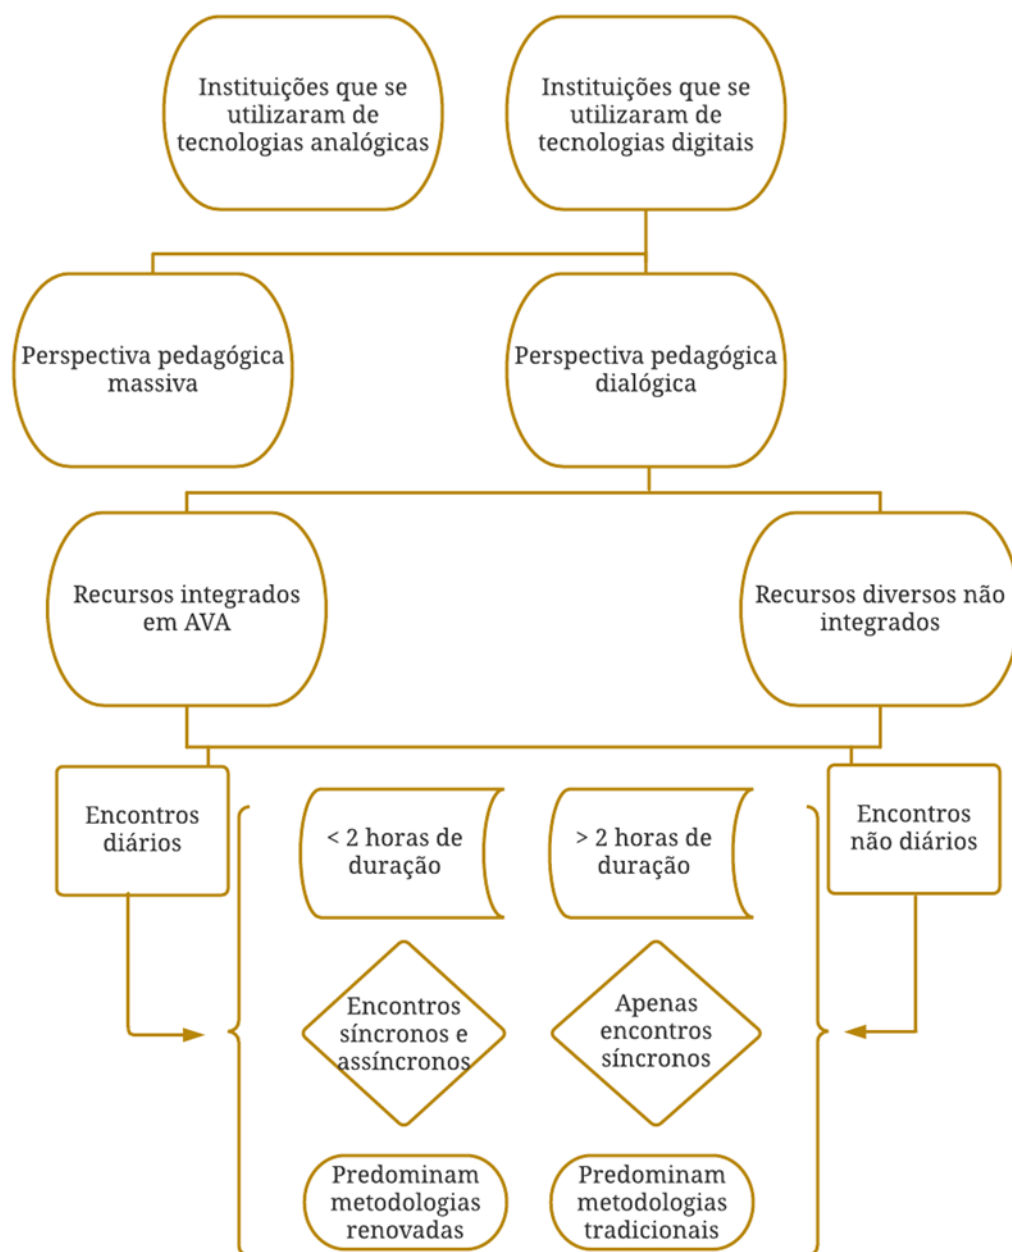 Instituições que se
utilizaram de
tecnologias analógicas
Instituições que se
utilizaram de
tecnologias digitais
Perspectiva pedagógica
massiva
Perspectiva pedagógica
dialógica
Recursos integrados
em AVA
Recursos diversos não
integrados
Encontros
diários
< 2 horas de
duração
> 2 horas de
duração
Encontros
não diários
Encontros
síncronos e
assíncronos
Apenas
encontros
síncronos
Predominam
metodologias
renovadas
Predominam
metodologias
tradicionais